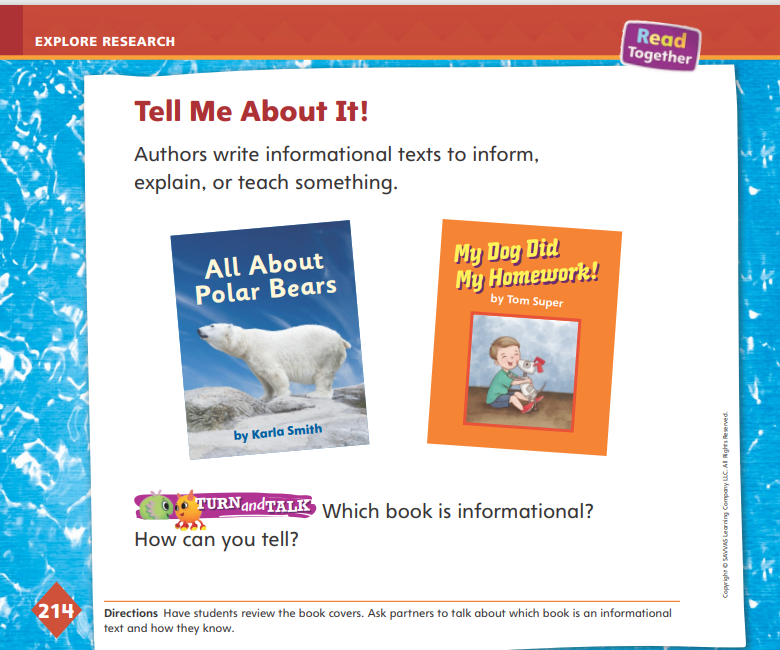 EXPLORE RESEARCH
Read
Together
Tell Me About It!
Authors write informational texts to inform,
explain, or teach something.
All About
Polar Bears
by Karla Smith
My Dog Did
My Homework!
by Tom Super
TURN and TALK Which book is informational?
How can you tell?
Copyright © SAVVAS Learning Company LLC. All Rights Reserved.
214
Directions Have students review the book covers. Ask partners to talk about which book is an informational
text and how they know.